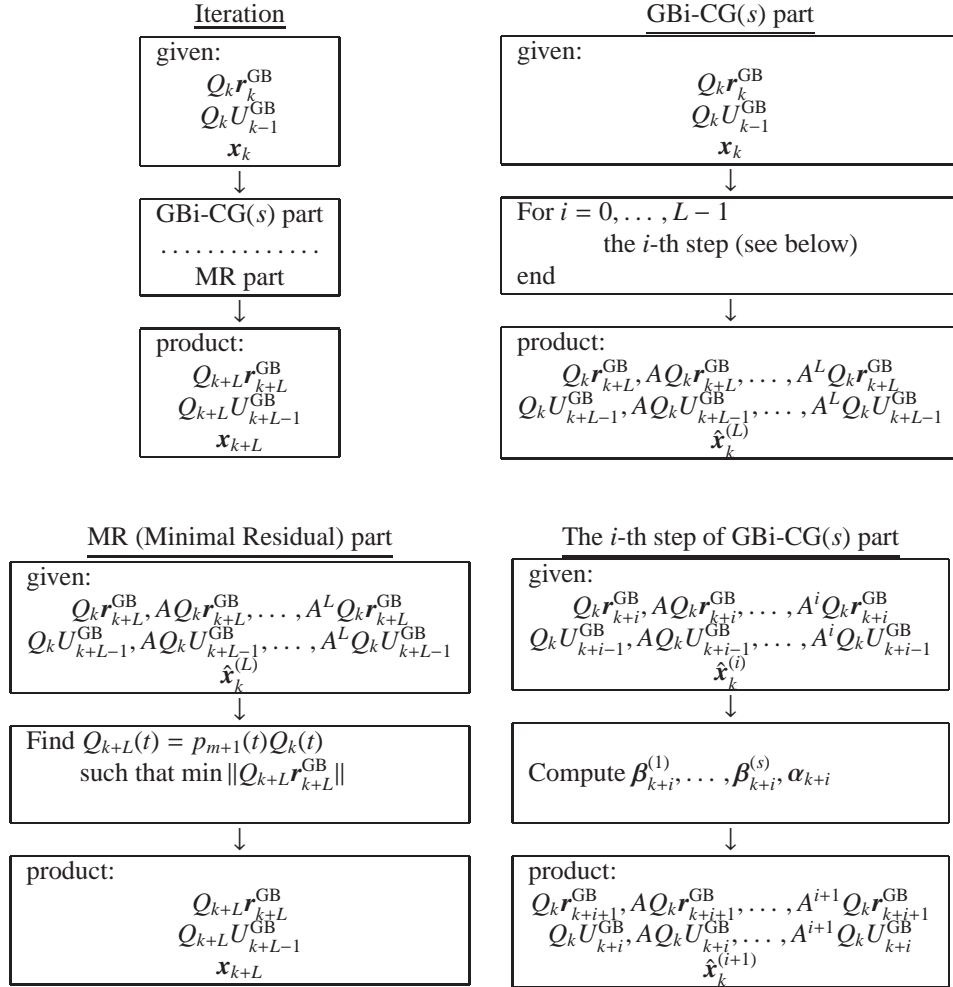 Iteration
given:
Q_k r_k^GB
Q_k U_{k−1}^GB
x_k
↓
GBi-CG(s) part
. . . . . . . . . . . . . .
MR part
↓
product:
Q_{k+L} r_{k+L}^GB
Q_{k+L} U_{k+L−1}^GB
x_{k+L}
GBi-CG(s) part
given:
Q_k r_k^GB
Q_k U_{k−1}^GB
x_k
↓
For i = 0, . . . , L − 1
the i-th step (see below)
end
↓
product:
Q_k r_{k+L}^GB, AQ_k r_{k+L}^GB, . . . , A^L Q_k r_{k+L}^GB
Q_k U_{k+L−1}^GB, AQ_k U_{k+L−1}^GB, . . . , A^L Q_k U_{k+L−1}^GB
x̂_k^(L)
MR (Minimal Residual) part
given:
Q_k r_{k+L}^GB, AQ_k r_{k+L}^GB, . . . , A^L Q_k r_{k+L}^GB
Q_k U_{k+L−1}^GB, AQ_k U_{k+L−1}^GB, . . . , A^L Q_k U_{k+L−1}^GB
x̂_k^(L)
↓
Find Q_{k+L}(t) = p_{m+1}(t)Q_k(t)
such that min ||Q_{k+L} r_{k+L}^GB||
↓
product:
Q_{k+L} r_{k+L}^GB
Q_{k+L} U_{k+L−1}^GB
x_{k+L}
The i-th step of GBi-CG(s) part
given:
Q_k r_{k+i}^GB, AQ_k r_{k+i}^GB, . . . , A^i Q_k r_{k+i}^GB
Q_k U_{k+i−1}^GB, AQ_k U_{k+i−1}^GB, . . . , A^i Q_k U_{k+i−1}^GB
x̂_k^(i)
↓
Compute β_{k+i}^(1), . . . , β_{k+i}^(s), α_{k+i}
↓
product:
Q_k r_{k+i+1}^GB, AQ_k r_{k+i+1}^GB, . . . , A^{i+1} Q_k r_{k+i+1}^GB
Q_k U_{k+i}^GB, AQ_k U_{k+i}^GB, . . . , A^{i+1} Q_k U_{k+i}^GB
x̂_k^(i+1)